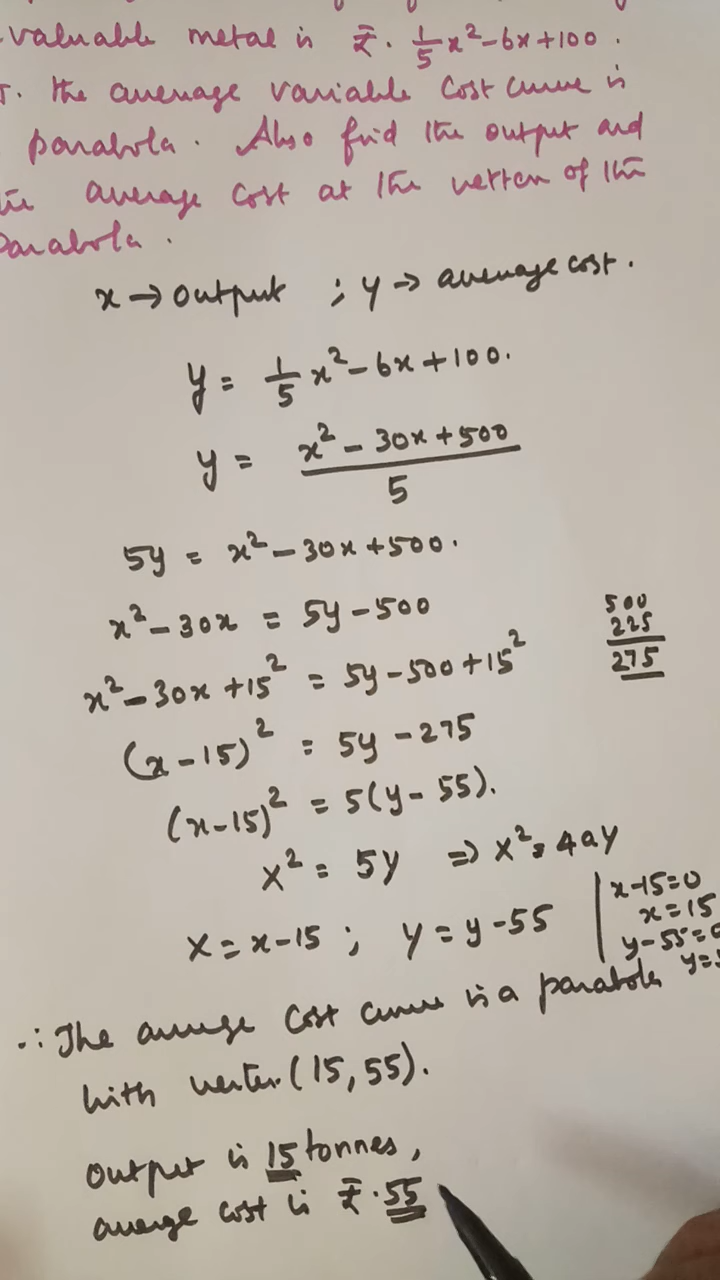 valuable metal is ₹. 1/5 x² - 6x + 100.
the average variable cost curve is
parabola. Also find the output and
average cost at the vertex of the
parabola.
x → output ; y → average cost.
y = 1/5 x² - 6x + 100.
y = (x² - 30x + 500)/5
5y = x² - 30x + 500.
x² - 30x = 5y - 500
500
225
275
x² - 30x + 15² = 5y - 500 + 15²
(x - 15)² = 5y - 275
(x - 15)² = 5(y - 55).
X² = 5Y ⇒ X² = 4aY
X = x - 15 ; Y = y - 55
x - 15 = 0
x = 15
y - 55 =
y =
∴ The average cost curve is a parabola
with vertex (15, 55).
Output is 15 tonnes,
average cost is ₹. 55